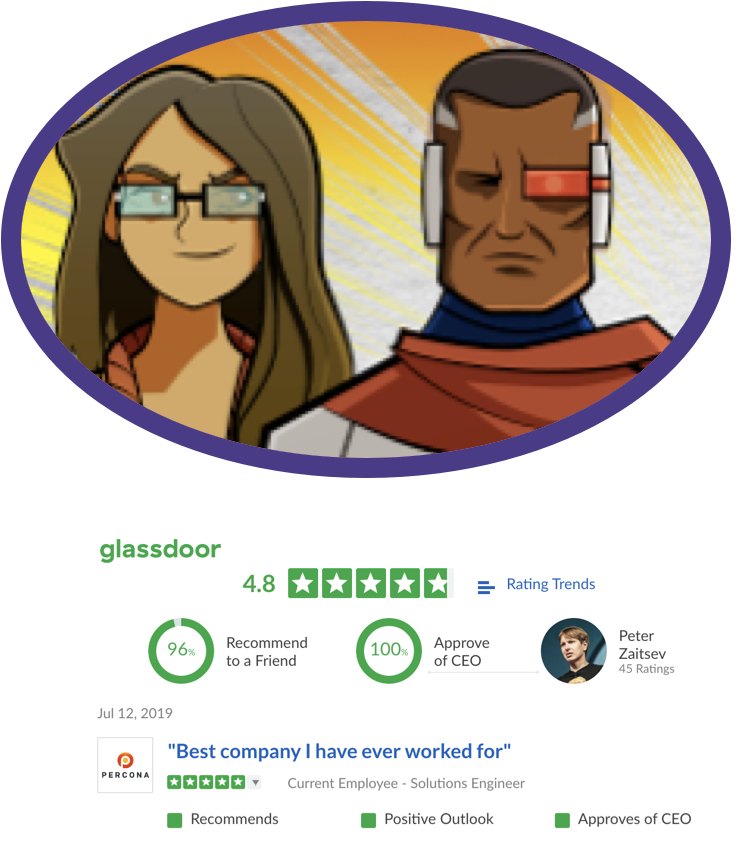 glassdoor
4.8 Rating Trends
96% Recommend to a Friend
100% Approve of CEO
Peter Zaitsev
45 Ratings
Jul 12, 2019
PERCONA
"Best company I have ever worked for"
Current Employee - Solutions Engineer
Recommends Positive Outlook Approves of CEO